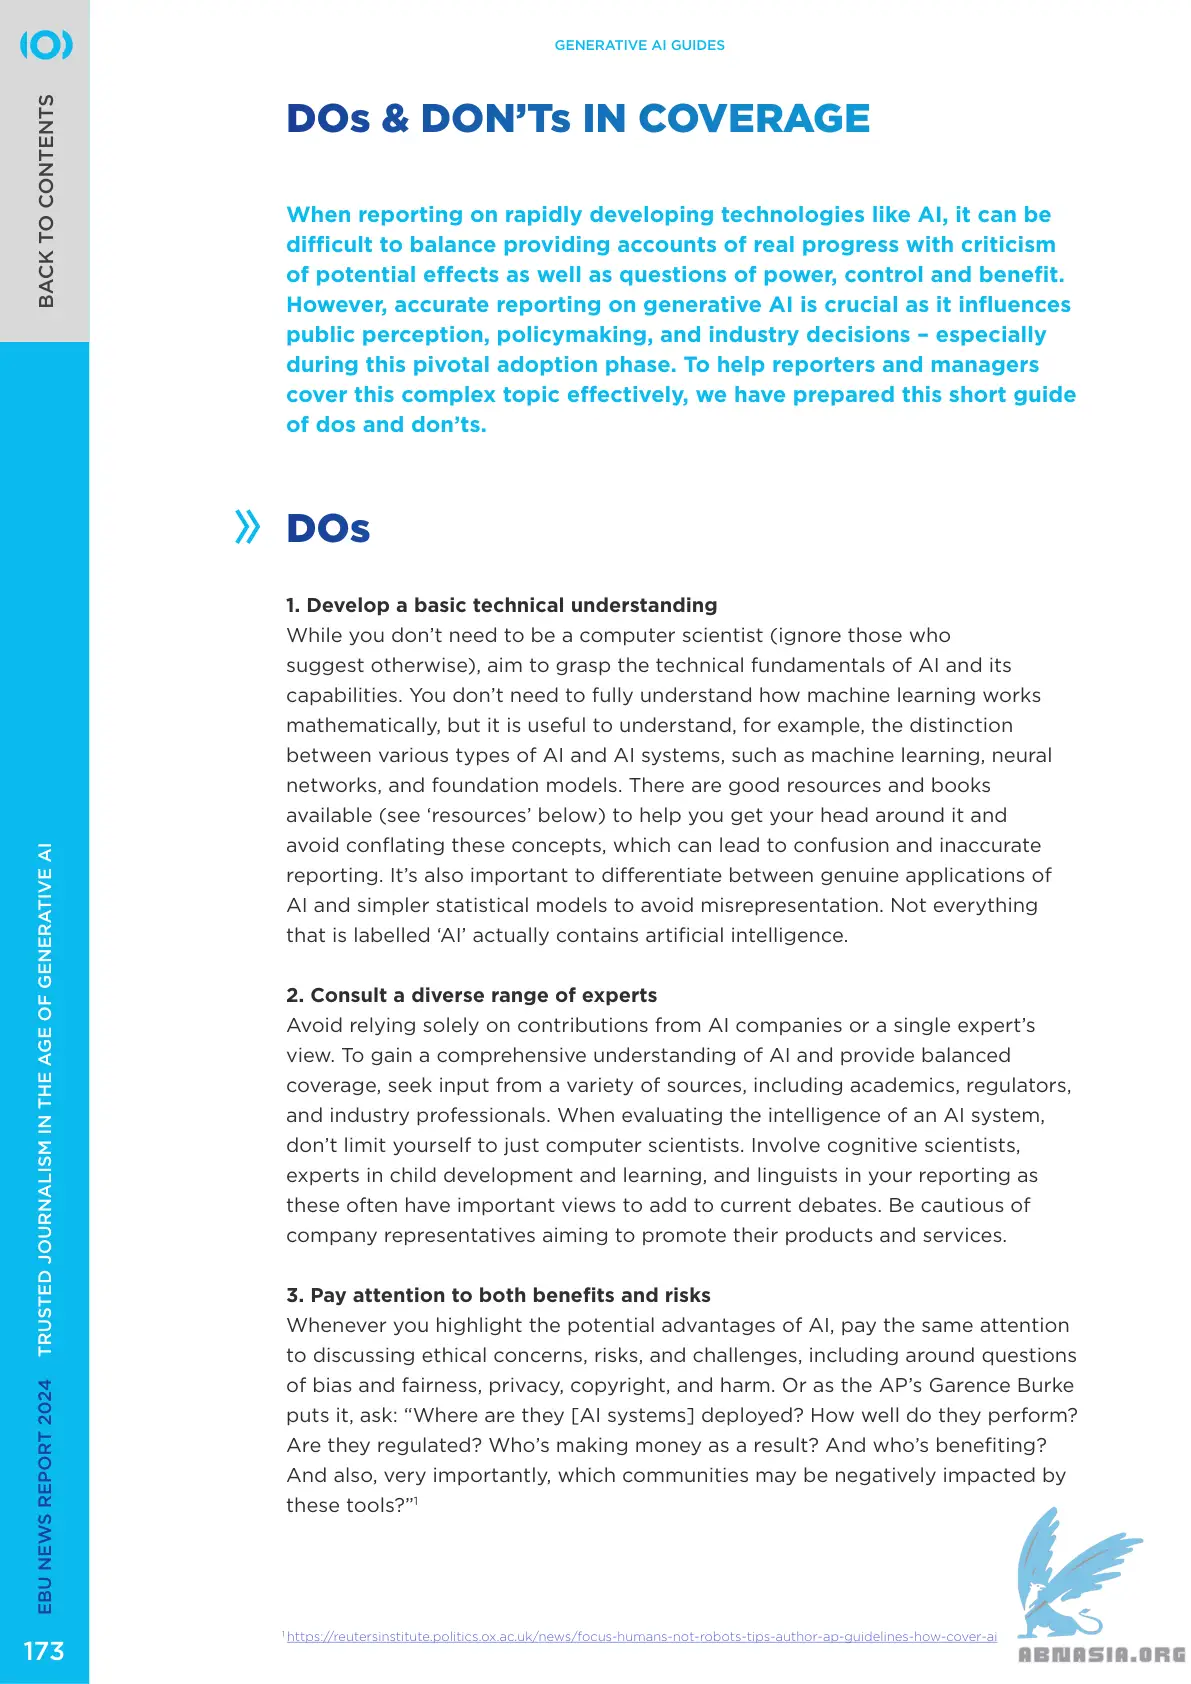 GENERATIVE AI GUIDES
BACK TO CONTENTS
DOs & DON’Ts IN COVERAGE
When reporting on rapidly developing technologies like AI, it can be
difficult to balance providing accounts of real progress with criticism
of potential effects as well as questions of power, control and benefit.
However, accurate reporting on generative AI is crucial as it influences
public perception, policymaking, and industry decisions – especially
during this pivotal adoption phase. To help reporters and managers
cover this complex topic effectively, we have prepared this short guide
of dos and don’ts.
DOs
1. Develop a basic technical understanding
While you don’t need to be a computer scientist (ignore those who
suggest otherwise), aim to grasp the technical fundamentals of AI and its
capabilities. You don’t need to fully understand how machine learning works
mathematically, but it is useful to understand, for example, the distinction
between various types of AI and AI systems, such as machine learning, neural
networks, and foundation models. There are good resources and books
available (see ‘resources’ below) to help you get your head around it and
avoid conflating these concepts, which can lead to confusion and inaccurate
reporting. It’s also important to differentiate between genuine applications of
AI and simpler statistical models to avoid misrepresentation. Not everything
that is labelled ‘AI’ actually contains artificial intelligence.
2. Consult a diverse range of experts
Avoid relying solely on contributions from AI companies or a single expert’s
view. To gain a comprehensive understanding of AI and provide balanced
coverage, seek input from a variety of sources, including academics, regulators,
and industry professionals. When evaluating the intelligence of an AI system,
don’t limit yourself to just computer scientists. Involve cognitive scientists,
experts in child development and learning, and linguists in your reporting as
these often have important views to add to current debates. Be cautious of
company representatives aiming to promote their products and services.
3. Pay attention to both benefits and risks
Whenever you highlight the potential advantages of AI, pay the same attention
to discussing ethical concerns, risks, and challenges, including around questions
of bias and fairness, privacy, copyright, and harm. Or as the AP’s Garence Burke
puts it, ask: “Where are they [AI systems] deployed? How well do they perform?
Are they regulated? Who’s making money as a result? And who’s benefiting?
And also, very importantly, which communities may be negatively impacted by
these tools?”1
1 https://reutersinstitute.politics.ox.ac.uk/news/focus-humans-not-robots-tips-author-ap-guidelines-how-cover-ai
EBU NEWS REPORT 2024 TRUSTED JOURNALISM IN THE AGE OF GENERATIVE AI
173
ABNASIA.ORG